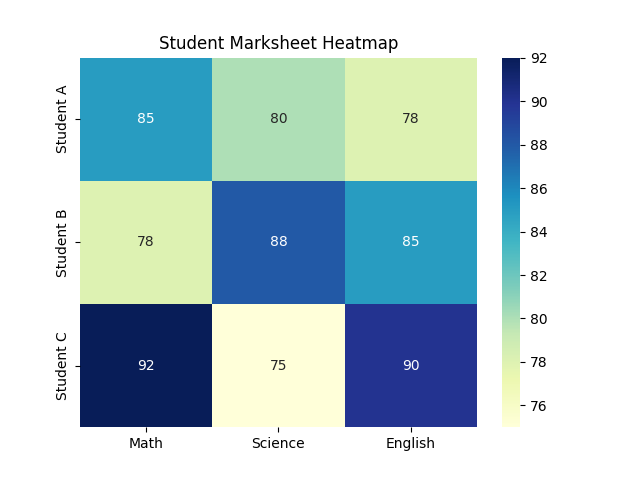 Student Marksheet Heatmap
Student A
85 80 78
Student B
78 88 85
Student C
92 75 90
Math Science English
92
90
88
86
84
82
80
78
76